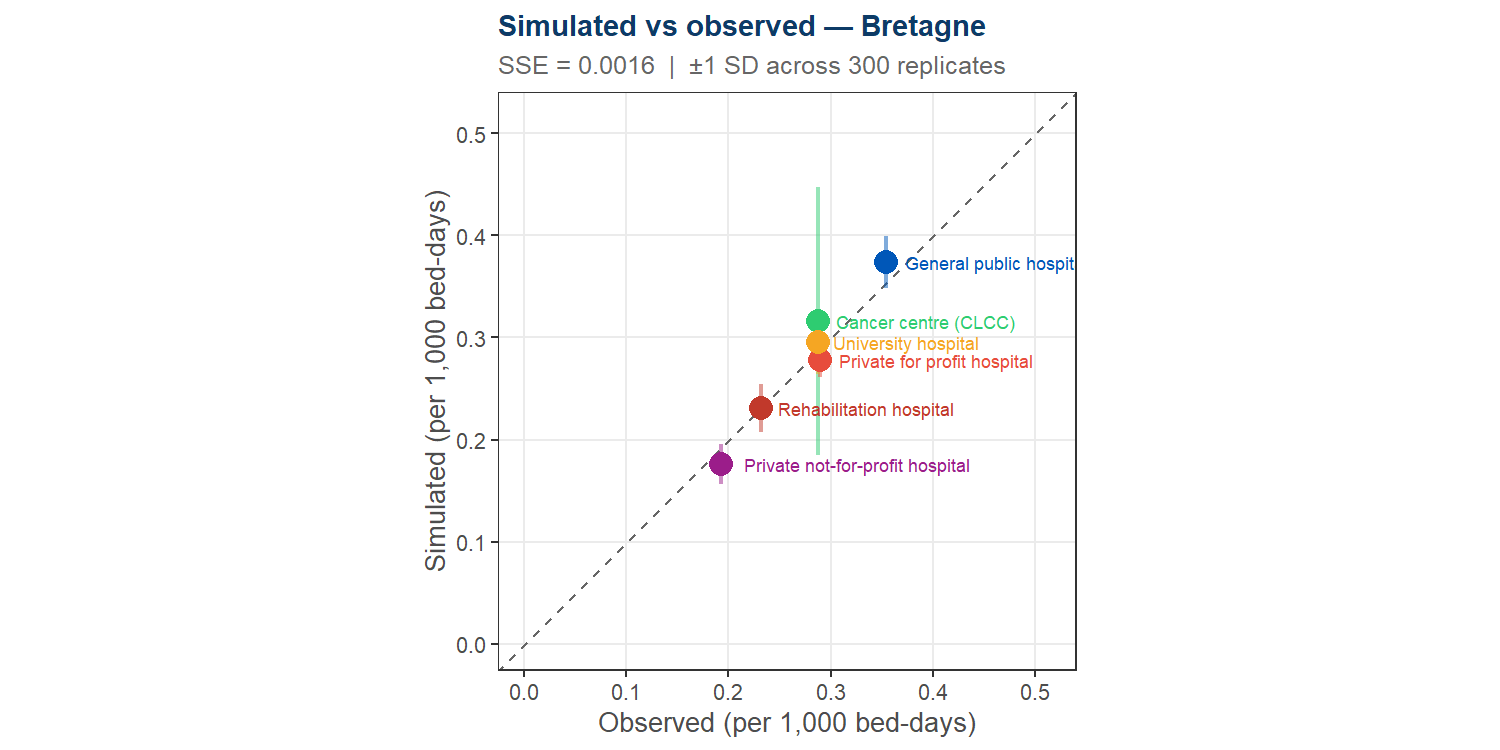 Simulated vs observed — Bretagne
SSE = 0.0016 | ±1 SD across 300 replicates
Simulated (per 1,000 bed-days)
0.5
0.4
0.3
0.2
0.1
0.0
General public hospit
Cancer centre (CLCC)
University hospital
Private for profit hospital
Rehabilitation hospital
Private not-for-profit hospital
0.0 0.1 0.2 0.3 0.4 0.5
Observed (per 1,000 bed-days)